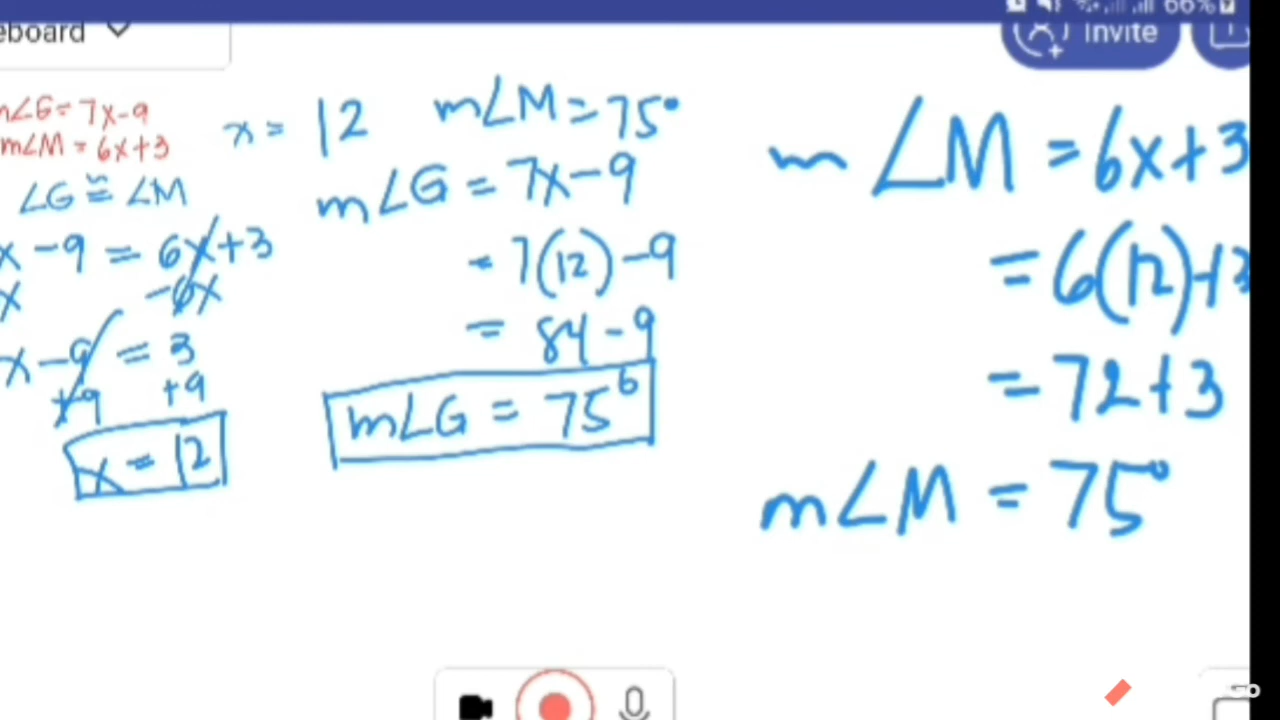 66%
eboard
Invite
m∠G = 7x-9
m∠M = 6x+3
∠G ≅ ∠M
x -9 = 6x+3
x -6x
x -9 = 3
+9 +9
x = 12
x = 12
m∠M = 75°
m∠G = 7x-9
= 7(12)-9
= 84-9
m∠G = 75°
m∠M = 6x+3
= 6(12)+3
= 72+3
m∠M = 75°